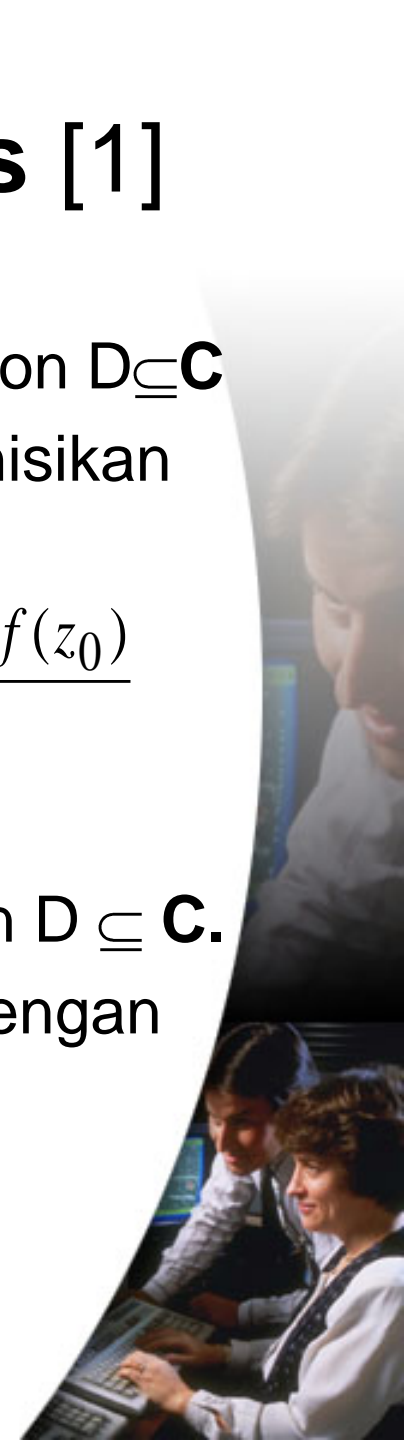 s [1]
on D⊆C
nisikan
f(z₀)
n D ⊆ C.
engan